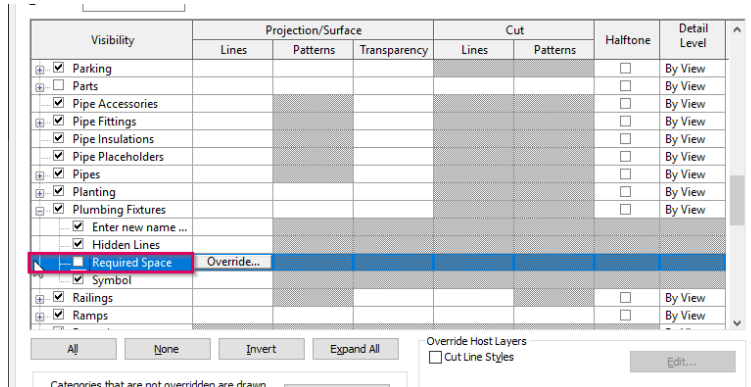 Visibility Projection/Surface Cut Halftone Detail Level
Lines Patterns Transparency Lines Patterns
Parking By View
Parts By View
Pipe Accessories By View
Pipe Fittings By View
Pipe Insulations By View
Pipe Placeholders By View
Pipes By View
Planting By View
Plumbing Fixtures By View
Enter new name ...
Hidden Lines
Required Space Override...
Symbol
Railings By View
Ramps By View
All None Invert Expand All
Override Host Layers
Cut Line Styles Edit...
Categories that are not overridden are drawn